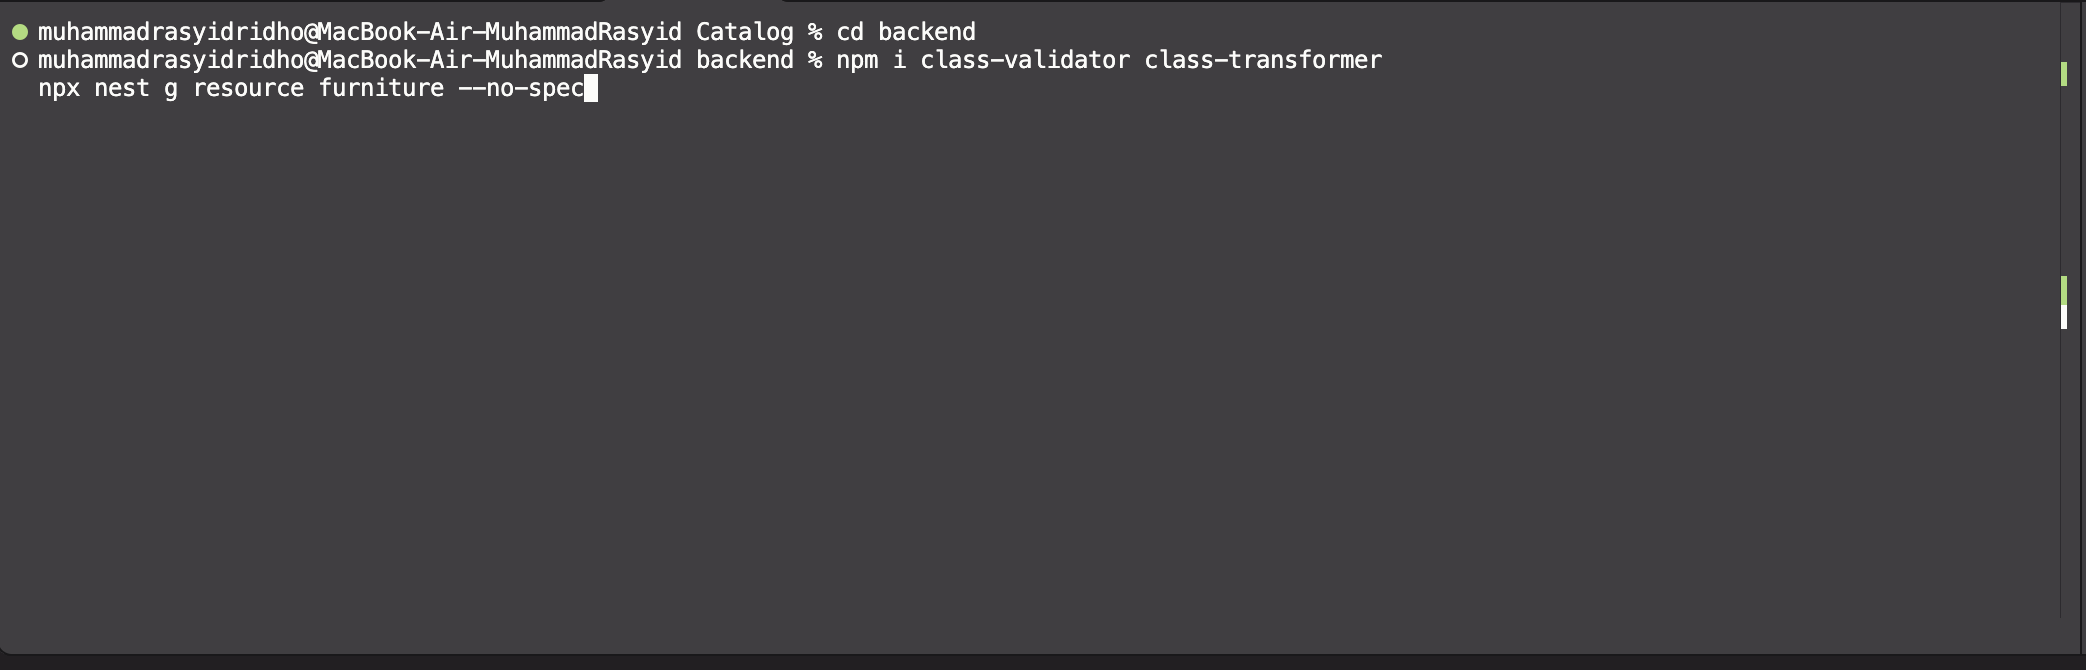 muhammadrasyidridho@MacBook-Air-MuhammadRasyid Catalog % cd backend
muhammadrasyidridho@MacBook-Air-MuhammadRasyid backend % npm i class-validator class-transformer
npx nest g resource furniture --no-spec